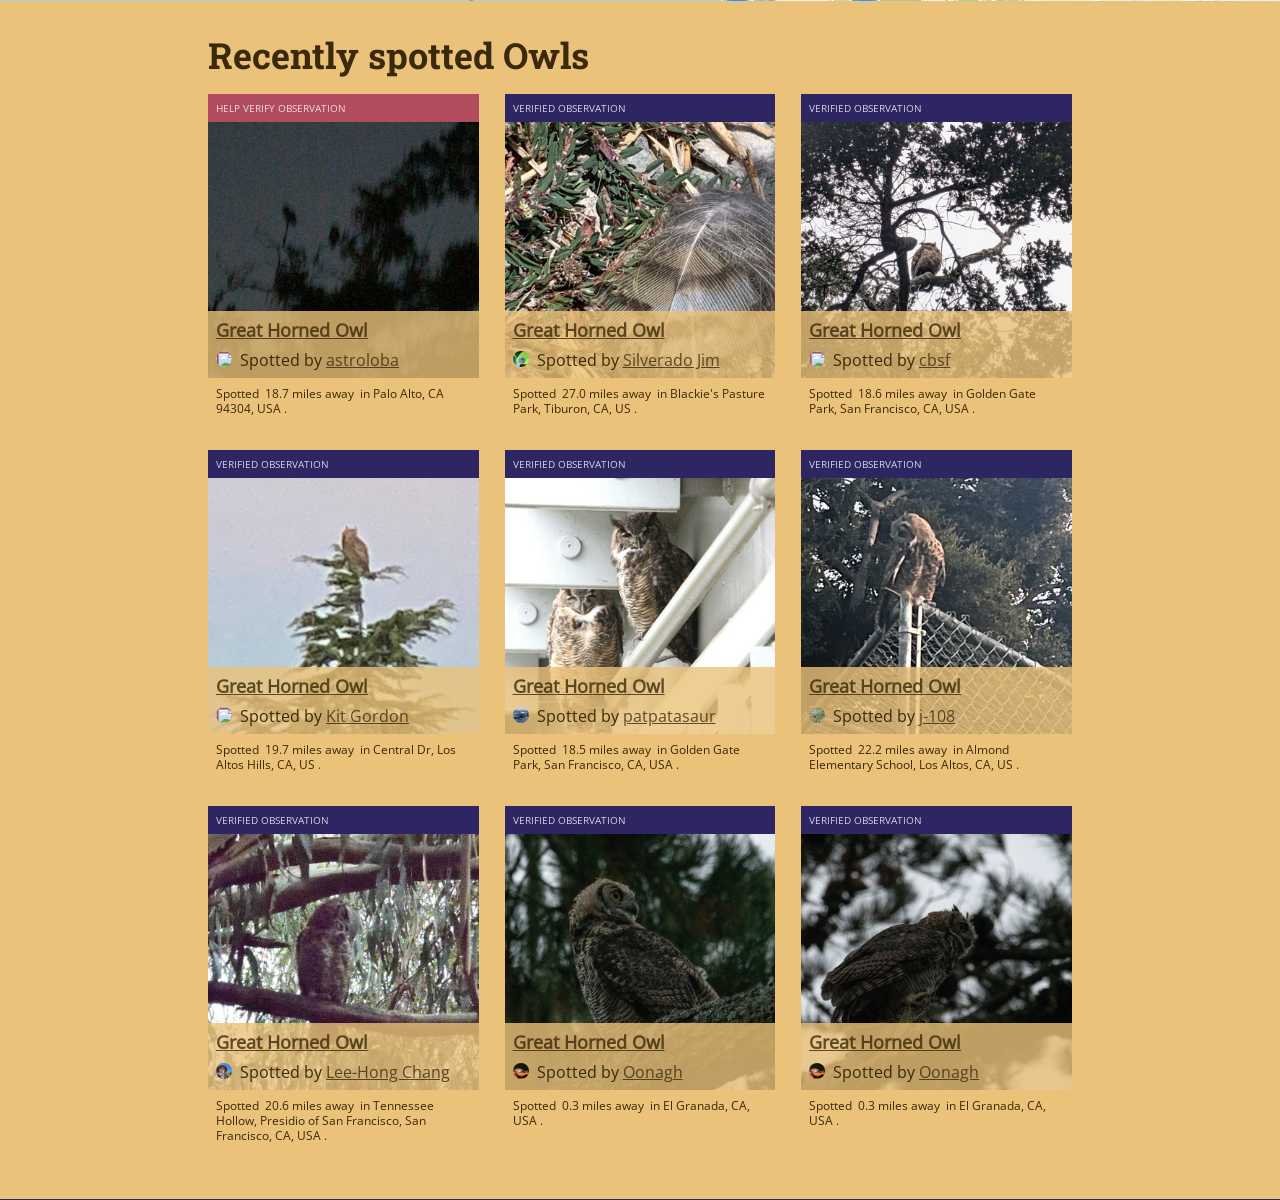 Recently spotted Owls
HELP VERIFY OBSERVATION
Great Horned Owl
Spotted by astroloba
Spotted 18.7 miles away in Palo Alto, CA
94304, USA .
VERIFIED OBSERVATION
Great Horned Owl
Spotted by Silverado Jim
Spotted 27.0 miles away in Blackie's Pasture
Park, Tiburon, CA, US .
VERIFIED OBSERVATION
Great Horned Owl
Spotted by cbsf
Spotted 18.6 miles away in Golden Gate
Park, San Francisco, CA, USA .
VERIFIED OBSERVATION
Great Horned Owl
Spotted by Kit Gordon
Spotted 19.7 miles away in Central Dr, Los
Altos Hills, CA, US .
VERIFIED OBSERVATION
Great Horned Owl
Spotted by patpatasaur
Spotted 18.5 miles away in Golden Gate
Park, San Francisco, CA, USA .
VERIFIED OBSERVATION
Great Horned Owl
Spotted by j-108
Spotted 22.2 miles away in Almond
Elementary School, Los Altos, CA, US .
VERIFIED OBSERVATION
Great Horned Owl
Spotted by Lee-Hong Chang
Spotted 20.6 miles away in Tennessee
Hollow, Presidio of San Francisco, San
Francisco, CA, USA .
VERIFIED OBSERVATION
Great Horned Owl
Spotted by Oonagh
Spotted 0.3 miles away in El Granada, CA,
USA .
VERIFIED OBSERVATION
Great Horned Owl
Spotted by Oonagh
Spotted 0.3 miles away in El Granada, CA,
USA .